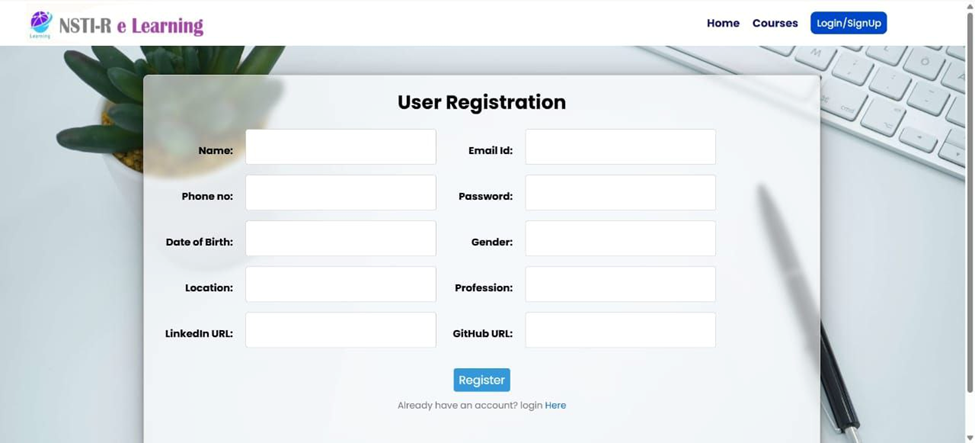 Learning
NSTI-R e Learning
Home Courses Login/SignUp
User Registration
Name: Email Id:
Phone no: Password:
Date of Birth: Gender:
Location: Profession:
LinkedIn URL: GitHub URL:
Register
Already have an account? login Here